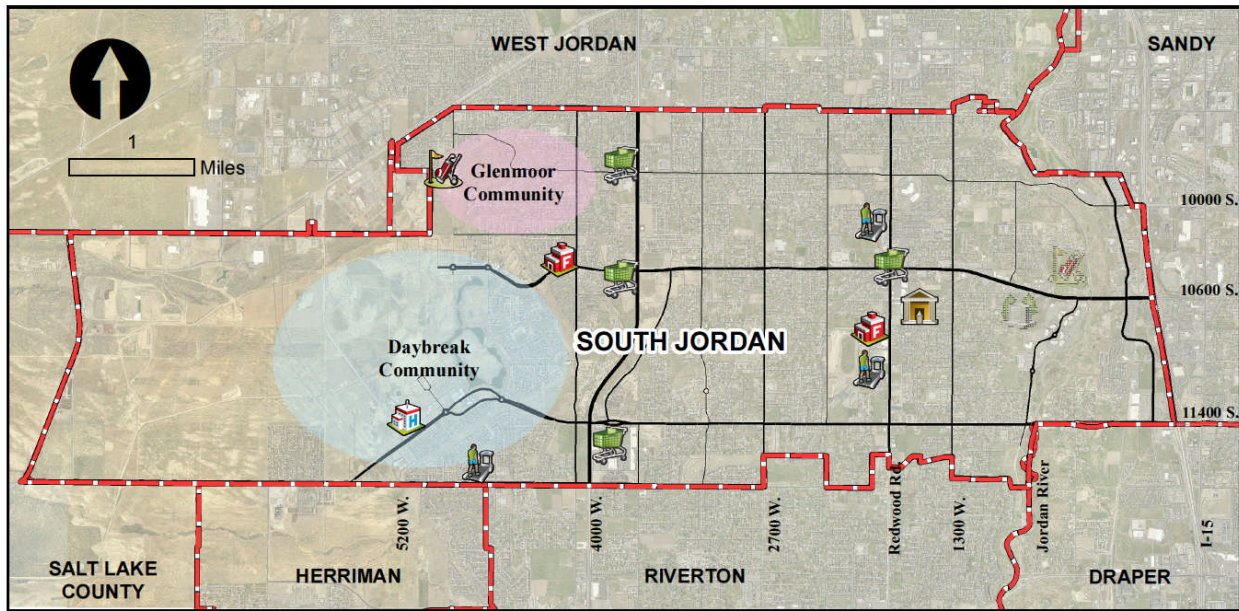 WEST JORDAN
SANDY
1
Miles
Glenmoor
Community
10000 S.
F
10600 S.
SOUTH JORDAN
F
Daybreak
Community
H
11400 S.
5200 W.
4000 W.
2700 W.
Redwood Rd.
1300 W.
Jordan River
I-15
SALT LAKE
COUNTY
HERRIMAN
RIVERTON
DRAPER